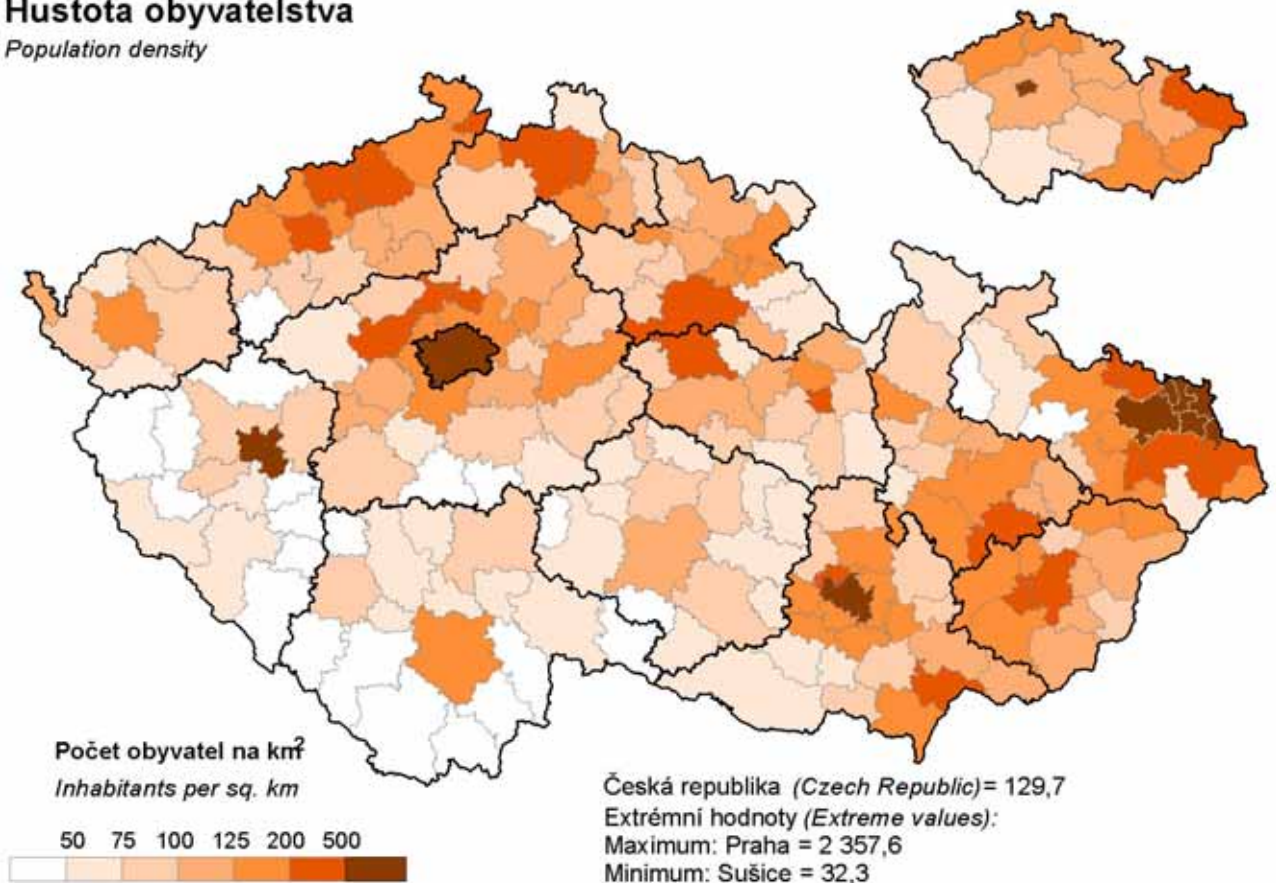 Hustota obyvatelstva
Population density
Počet obyvatel na km²
Inhabitants per sq. km
50 75 100 125 200 500
Česká republika (Czech Republic)= 129,7
Extrémní hodnoty (Extreme values):
Maximum: Praha = 2 357,6
Minimum: Sušice = 32,3